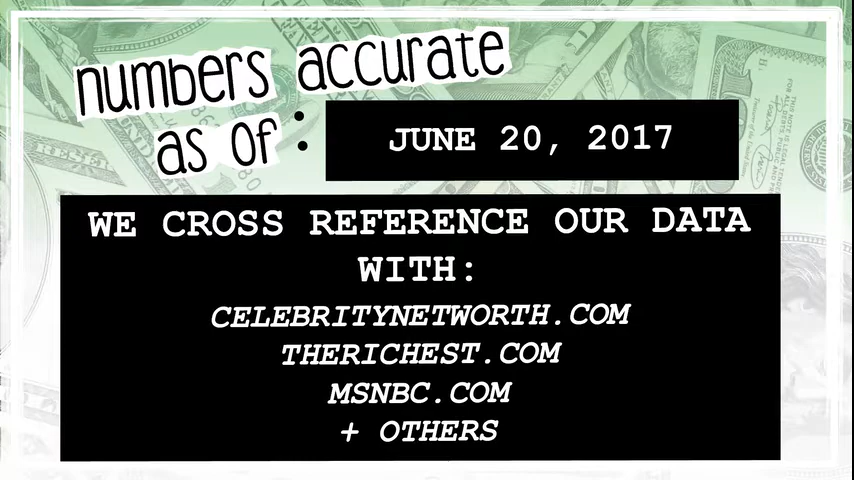 numbers accurate
as of: JUNE 20, 2017
WE CROSS REFERENCE OUR DATA
WITH:
CELEBRITYNETWORTH.COM
THERICHEST.COM
MSNBC.COM
+ OTHERS